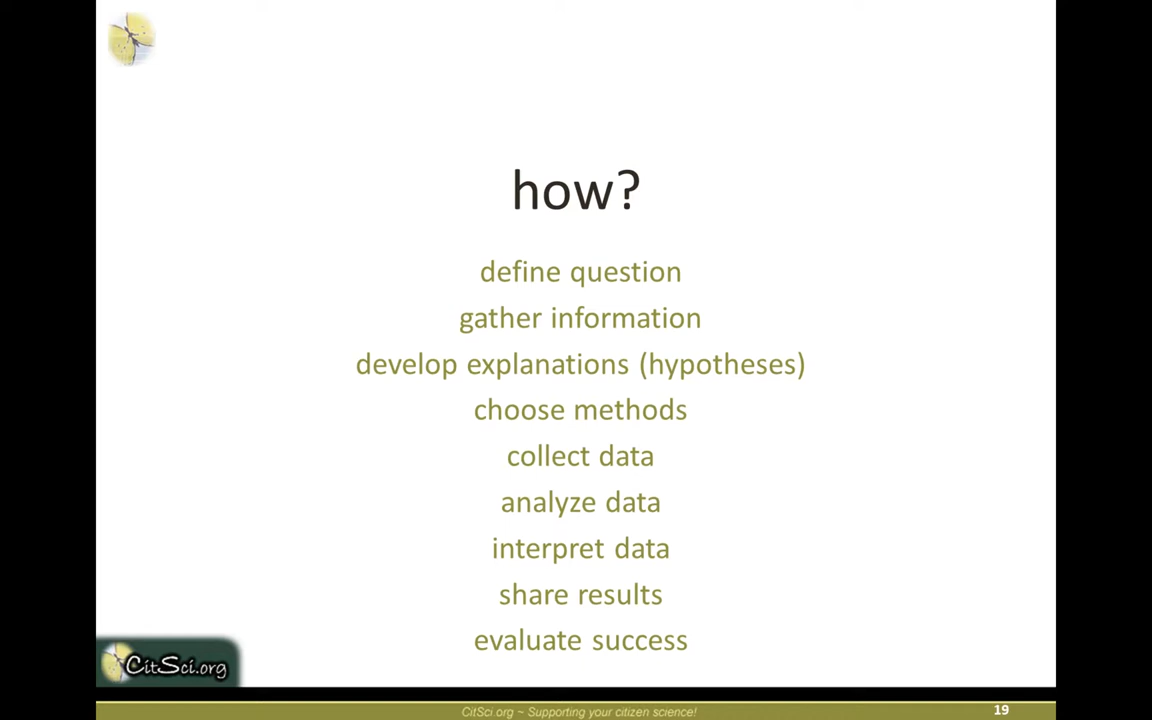 how?
define question
gather information
develop explanations (hypotheses)
choose methods
collect data
analyze data
interpret data
share results
evaluate success
CitSci.org
CitSci.org ~ Supporting your citizen science!
19